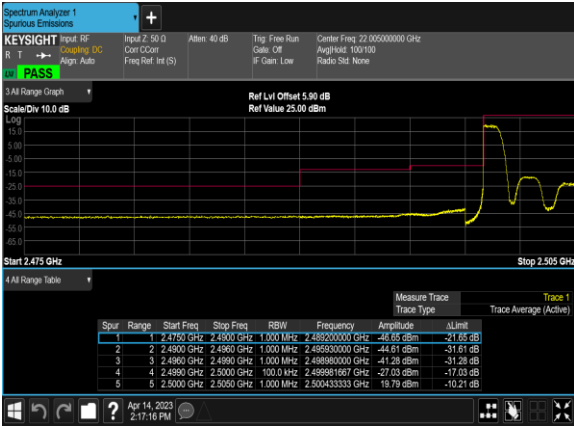 Spectrum Analyzer 1
Spurious Emissions
+
KEYSIGHT Input: RF Input Z: 50 Ω Atten: 40 dB Trig: Free Run Center Freq: 22.005000000 GHz
R T Coupling: DC Corr CCorr Gate: Off Avg|Hold: 100/100
Align: Auto Freq Ref: Int (S) IF Gain: Low Radio Std: None
LW PASS
3 All Range Graph
Ref Lvl Offset 5.90 dB
Scale/Div 10.0 dB Ref Value 25.00 dBm
Log
15.0
5.00
-5.00
-15.0
-25.0
-35.0
-45.0
-55.0
-65.0
Start 2.475 GHz Stop 2.505 GHz
4 All Range Table
Measure Trace Trace 1
Trace Type Trace Average (Active)
Spur Range Start Freq Stop Freq RBW Frequency Amplitude ΔLimit
1 1 2.4750 GHz 2.4900 GHz 1.000 MHz 2.489200000 GHz -46.65 dBm -21.65 dB
2 2 2.4900 GHz 2.4960 GHz 1.000 MHz 2.495930000 GHz -44.61 dBm -31.61 dB
3 3 2.4960 GHz 2.4990 GHz 1.000 MHz 2.498980000 GHz -41.28 dBm -31.28 dB
4 4 2.4990 GHz 2.5000 GHz 100.0 kHz 2.499981667 GHz -27.03 dBm -17.03 dB
5 5 2.5000 GHz 2.5050 GHz 1.000 MHz 2.500433333 GHz 19.79 dBm -10.21 dB
? Apr 14, 2023
2:17:16 PM